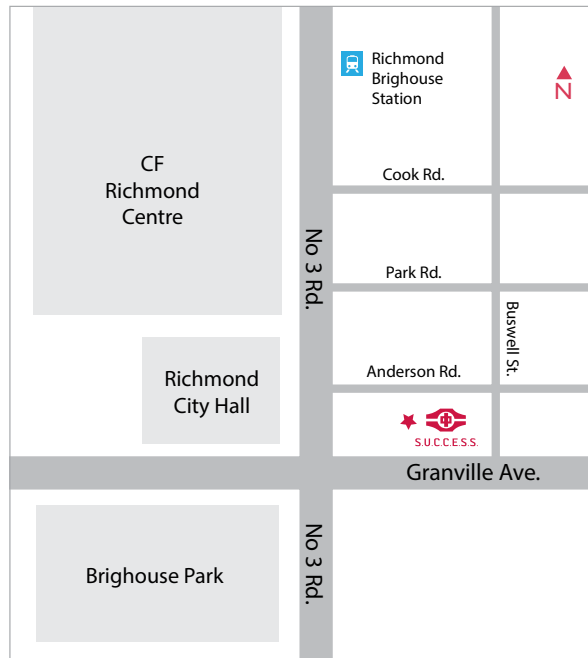 Richmond
Brighouse
Station
N
CF
Richmond
Centre
Cook Rd.
No 3 Rd.
Park Rd.
Buswell St.
Richmond
City Hall
Anderson Rd.
S.U.C.C.E.S.S.
Granville Ave.
Brighouse Park
No 3 Rd.